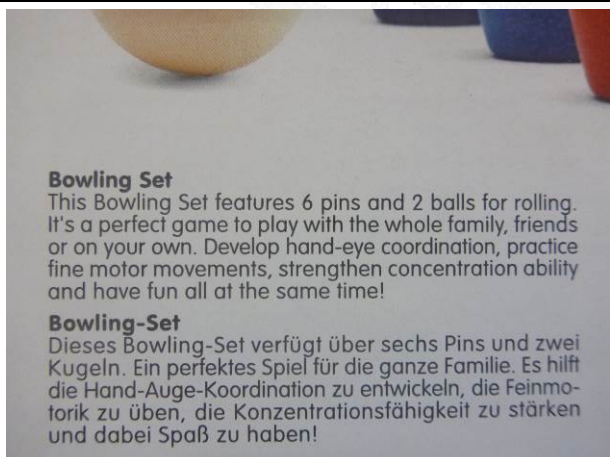 Bowling Set
This Bowling Set features 6 pins and 2 balls for rolling.
It's a perfect game to play with the whole family, friends
or on your own. Develop hand-eye coordination, practice
fine motor movements, strengthen concentration ability
and have fun all at the same time!
Bowling-Set
Dieses Bowling-Set verfügt über sechs Pins und zwei
Kugeln. Ein perfektes Spiel für die ganze Familie. Es hilft
die Hand-Auge-Koordination zu entwickeln, die Feinmo-
torik zu üben, die Konzentrationsfähigkeit zu stärken
und dabei Spaß zu haben!